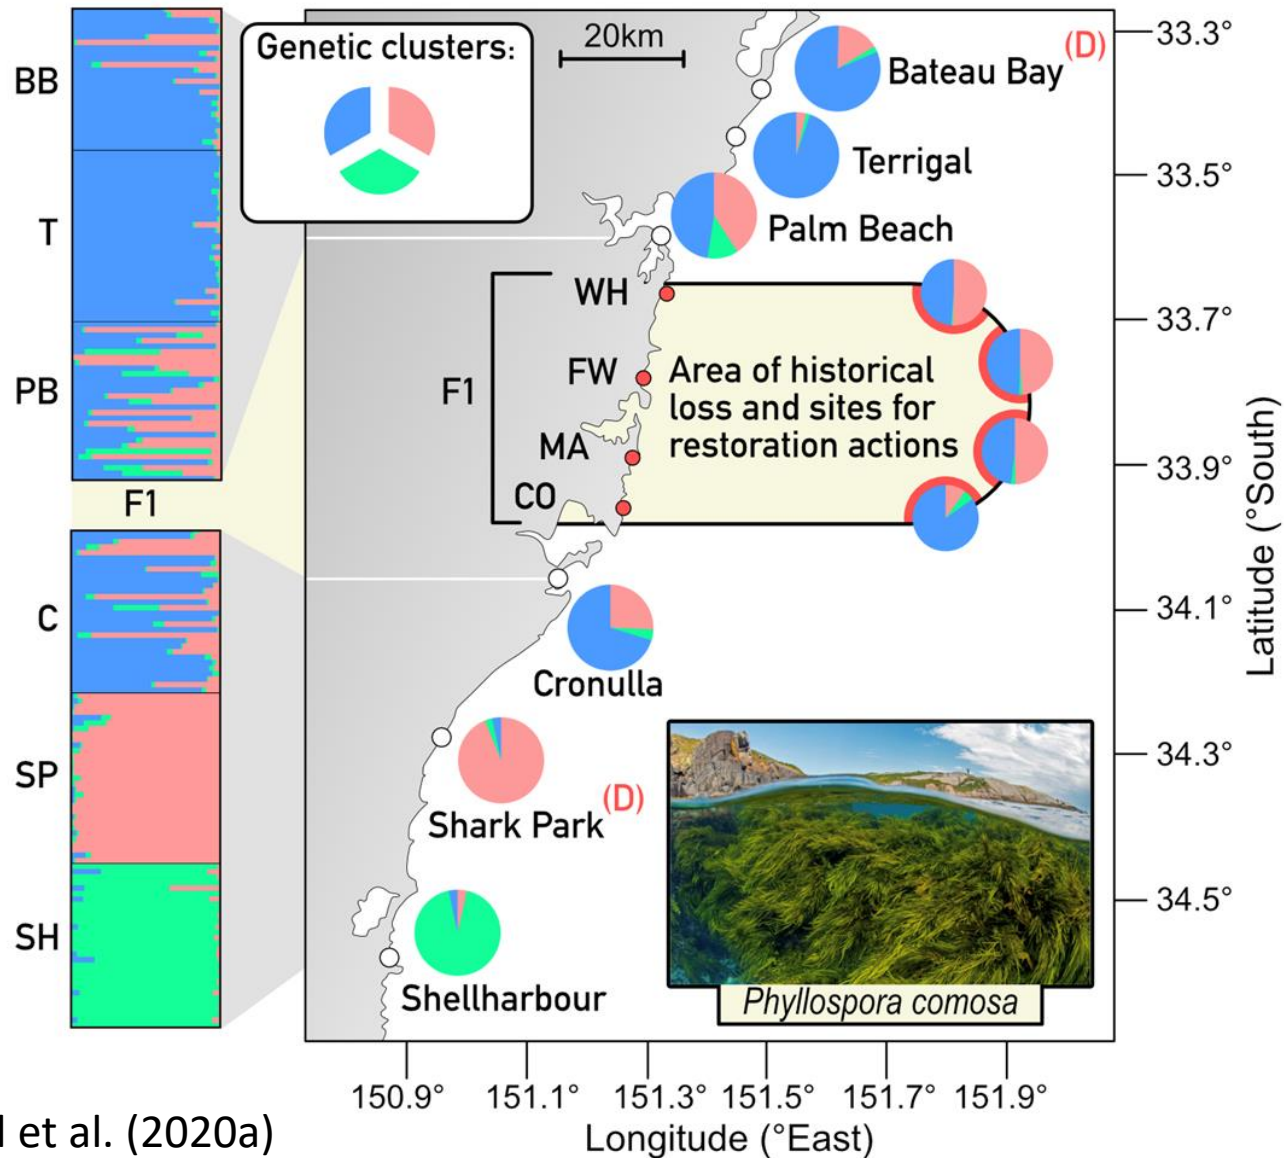 Genetic clusters:
20km
BB
T
PB
F1
C
SP
SH
Bateau Bay
(D)
Terrigal
Palm Beach
WH
FW
MA
CO
F1
Area of historical
loss and sites for
restoration actions
Cronulla
Shark Park
(D)
Shellharbour
Phyllospora comosa
33.3°
33.5°
33.7°
33.9°
34.1°
34.3°
34.5°
Latitude (°South)
150.9°
151.1°
151.3°
151.5°
151.7°
151.9°
Longitude (°East)
et al. (2020a)